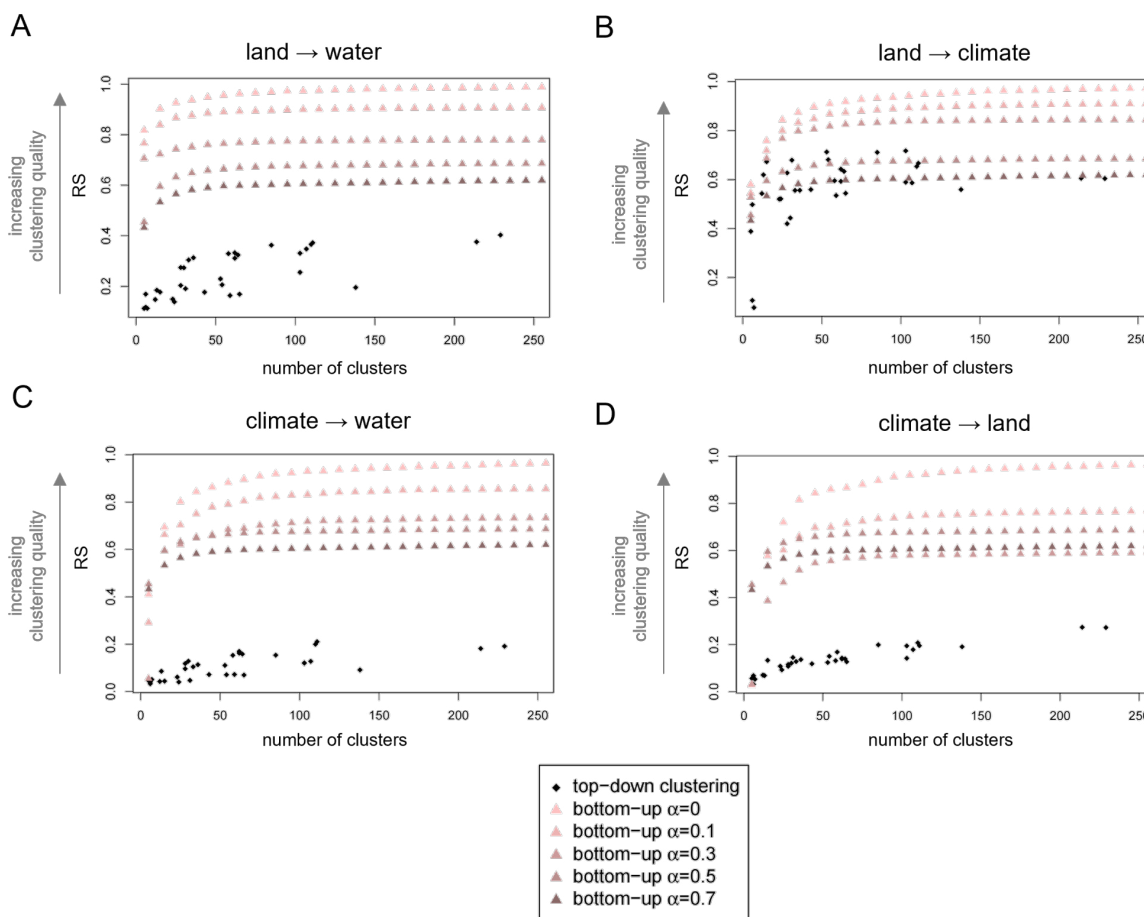 A
land → water
increasing
clustering quality
RS
1.0
0.8
0.6
0.4
0.2
0
50
100
150
200
250
number of clusters
B
land → climate
increasing
clustering quality
RS
1.0
0.8
0.6
0.4
0.2
0
50
100
150
200
250
number of clusters
C
climate → water
increasing
clustering quality
RS
1.0
0.8
0.6
0.4
0.2
0.0
0
50
100
150
200
250
number of clusters
D
climate → land
increasing
clustering quality
RS
1.0
0.8
0.6
0.4
0.2
0.0
0
50
100
150
200
number of clusters
top−down clustering
bottom−up α=0
bottom−up α=0.1
bottom−up α=0.3
bottom−up α=0.5
bottom−up α=0.7